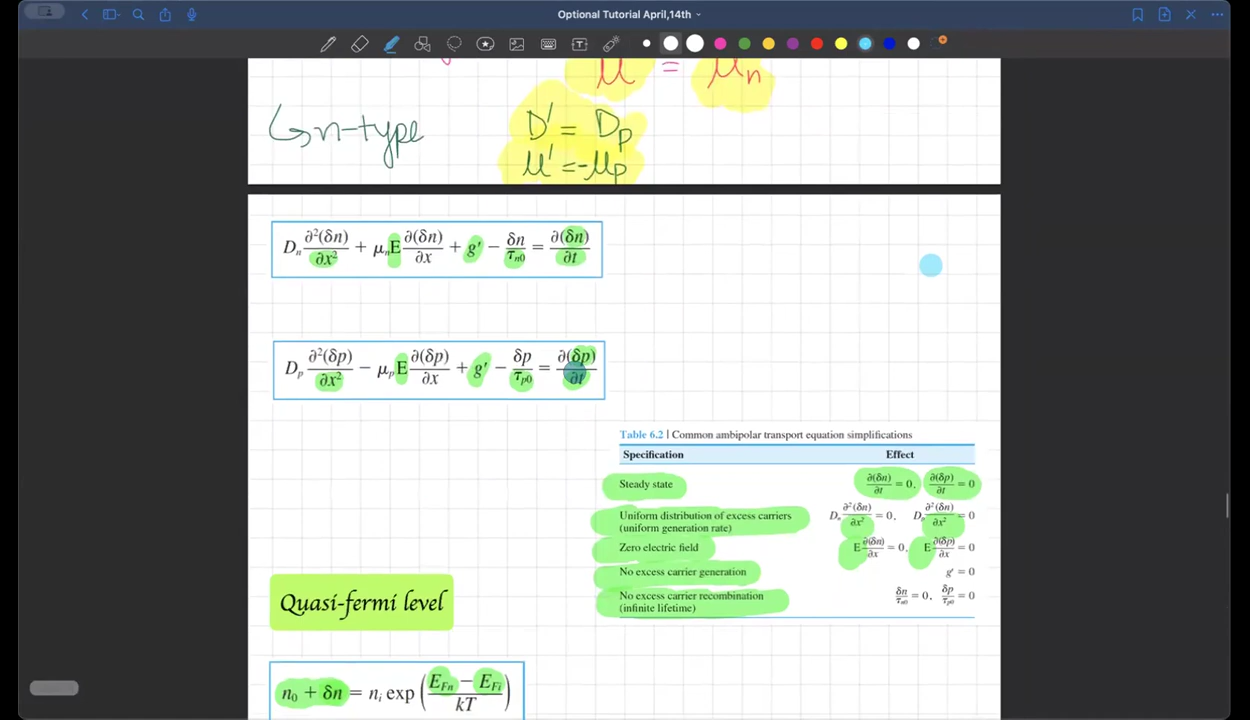 Optional Tutorial April,14th
μ = μn
↳ n-type D' = Dp
μ' = -μp
Dn ∂²(δn)/∂x² + μnE ∂(δn)/∂x + g' − δn/τn0 = ∂(δn)/∂t
Dp ∂²(δp)/∂x² − μpE ∂(δp)/∂x + g' − δp/τp0 = ∂(δp)/∂t
Table 6.2 | Common ambipolar transport equation simplifications
Specification Effect
Steady state ∂(δn)/∂t = 0, ∂(δp)/∂t = 0
Uniform distribution of excess carriers Dn ∂²(δn)/∂x² = 0, Dp ∂²(δn)/∂x² = 0
(uniform generation rate)
Zero electric field E ∂(δn)/∂x = 0, E ∂(δp)/∂x = 0
No excess carrier generation g' = 0
No excess carrier recombination δn/τn0 = 0, δp/τp0 = 0
(infinite lifetime)
Quasi-fermi level
n0 + δn = ni exp (EFn − EFi / kT)